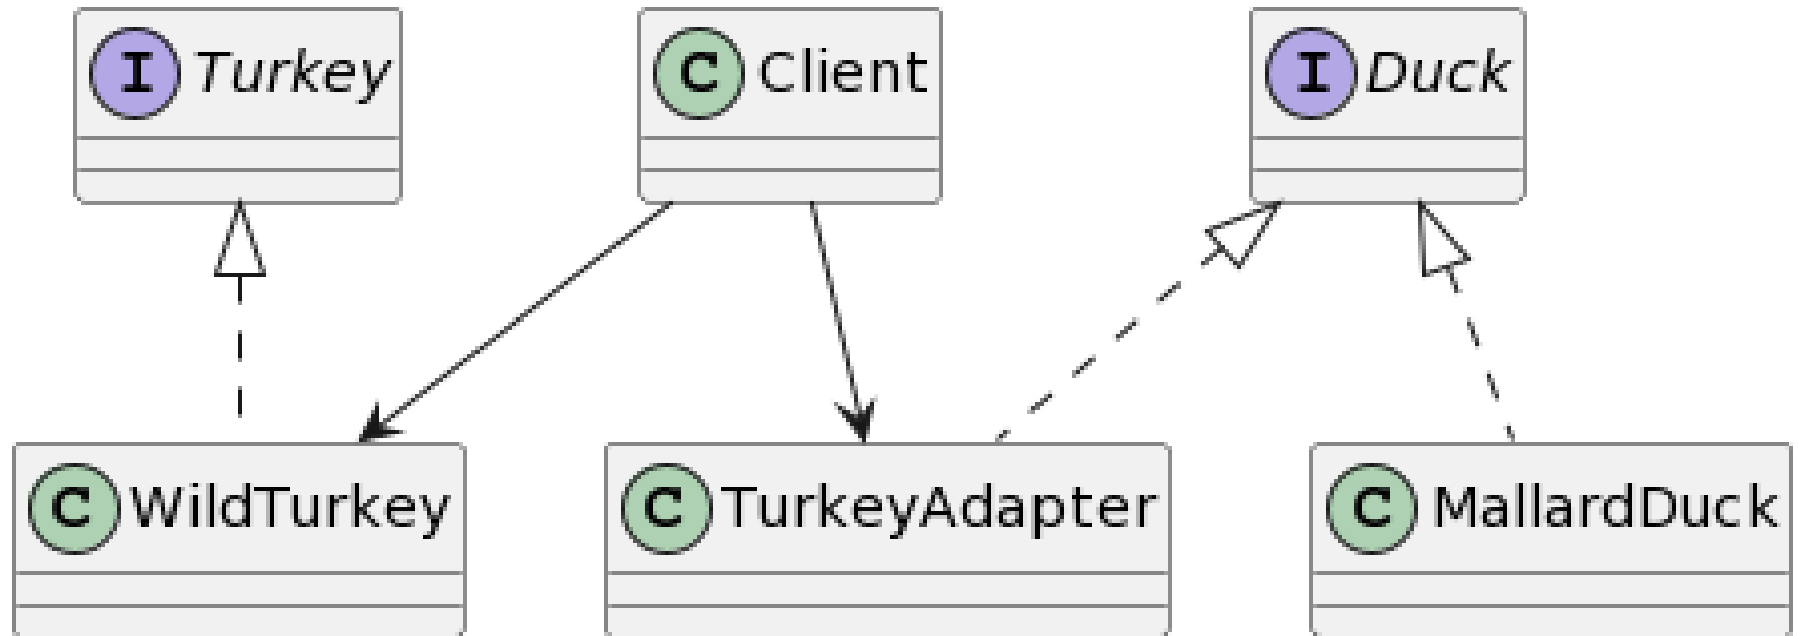 I Turkey
C Client
I Duck
C WildTurkey
C TurkeyAdapter
C MallardDuck